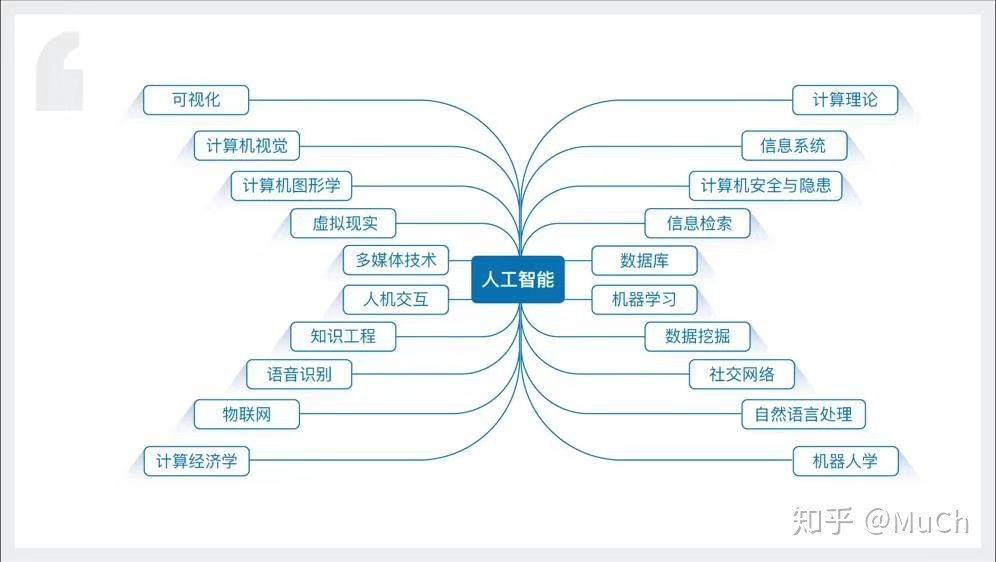 可视化
计算机视觉
计算机图形学
虚拟现实
多媒体技术
人机交互
知识工程
语音识别
物联网
计算经济学
人工智能
计算理论
信息系统
计算机安全与隐患
信息检索
数据库
机器学习
数据挖掘
社交网络
自然语言处理
机器人学
知乎 @MuCh